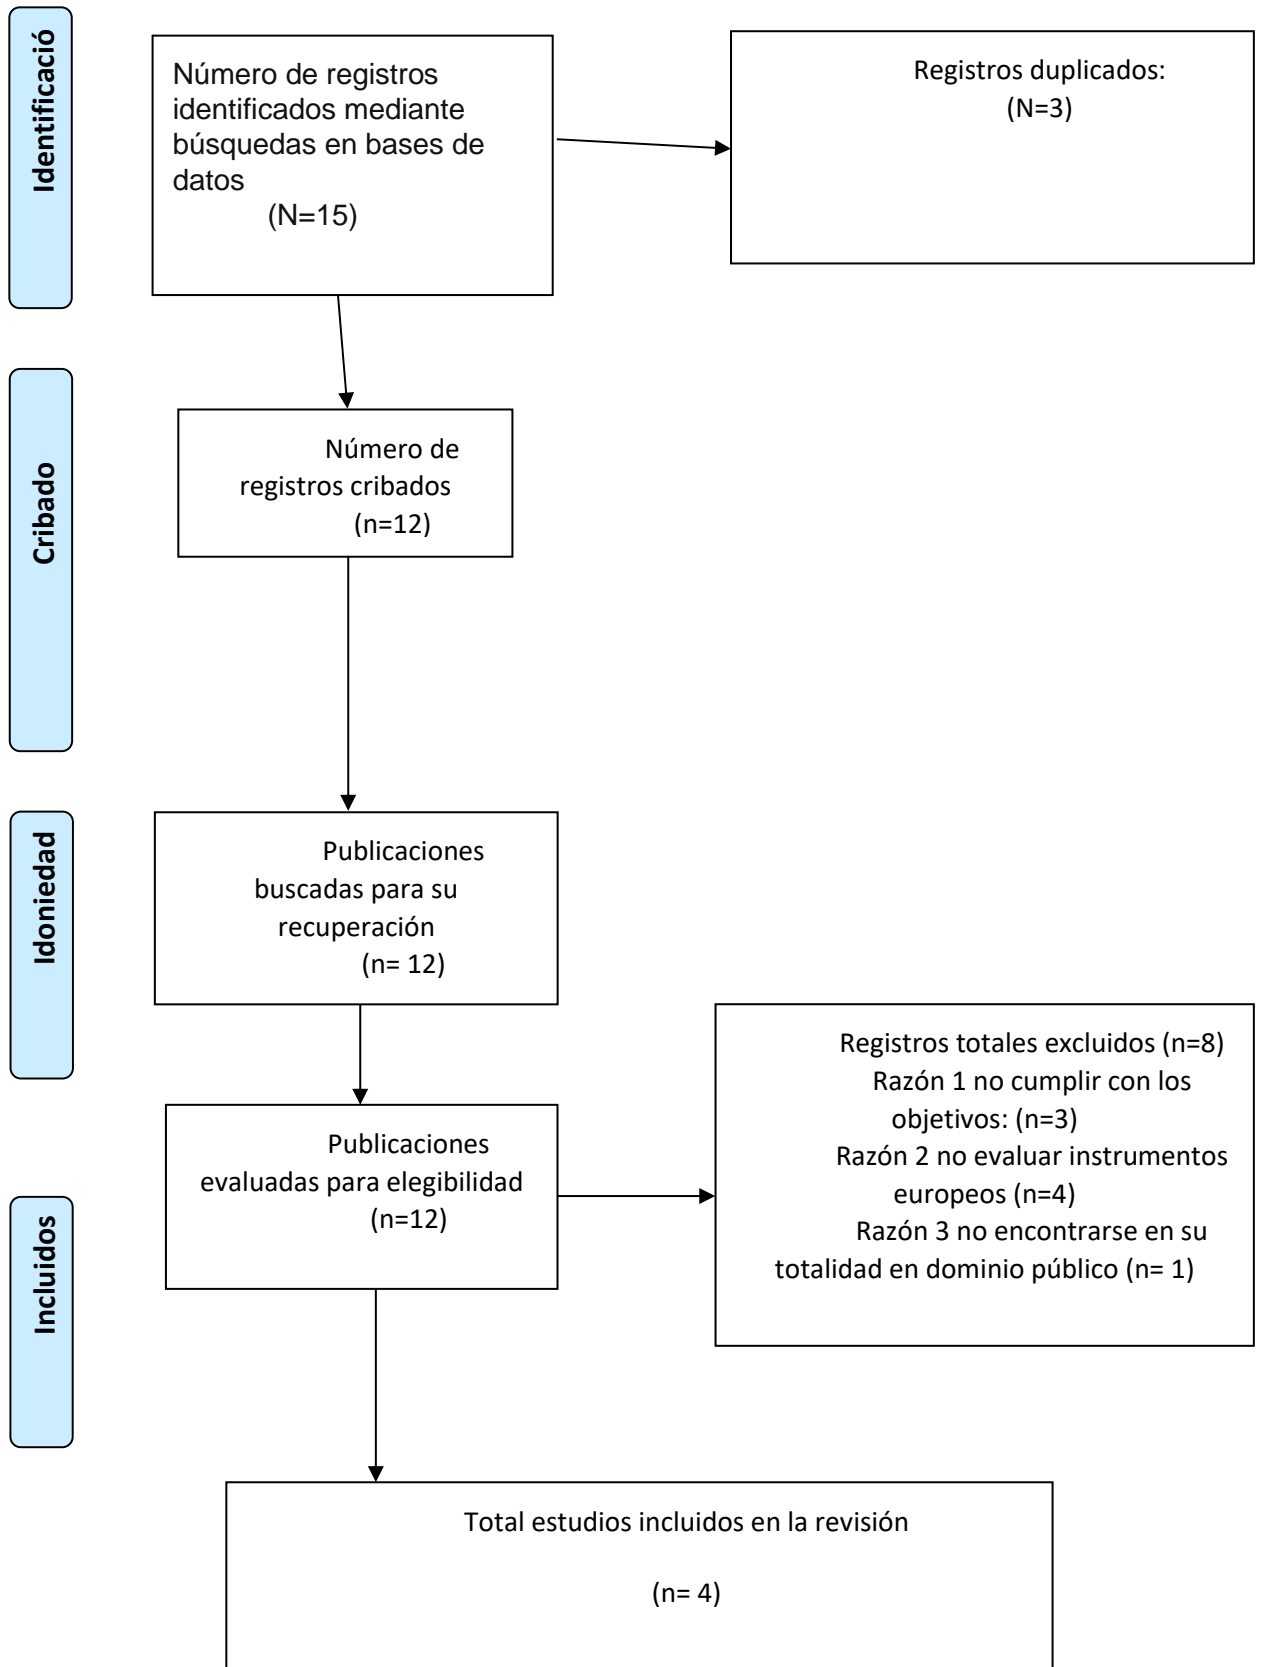 Identificació
Número de registros
identificados mediante
búsquedas en bases de
datos
(N=15)
Registros duplicados:
(N=3)
Cribado
Número de
registros cribados
(n=12)
Idoniedad
Publicaciones
buscadas para su
recuperación
(n= 12)
Publicaciones
evaluadas para elegibilidad
(n=12)
Registros totales excluidos (n=8)
Razón 1 no cumplir con los
objetivos: (n=3)
Razón 2 no evaluar instrumentos
europeos (n=4)
Razón 3 no encontrarse en su
totalidad en dominio público (n= 1)
Incluidos
Total estudios incluidos en la revisión
(n= 4)